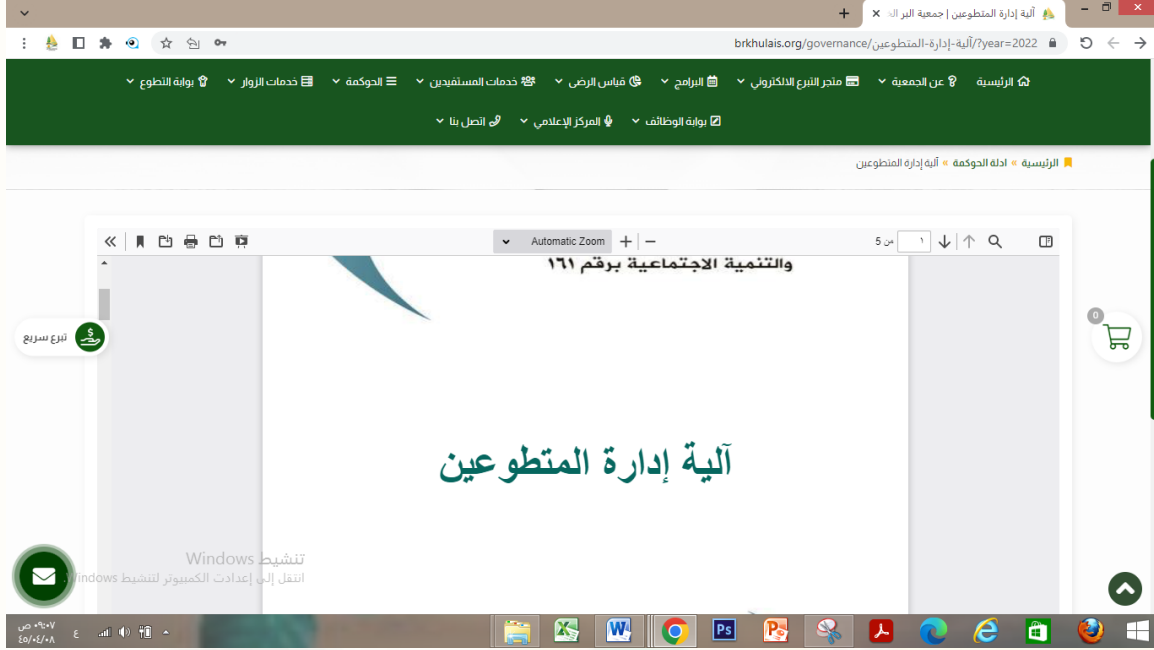 آلية إدارة المتطوعين | جمعية البر ال
brkhulais.org/governance/آلية-إدارة-المتطوعين/?year=2022
الرئيسية
عن الجمعية
متجر التبرع الالكتروني
البرامج
قياس الرضى
خدمات المستفيدين
الحوكمة
خدمات الزوار
بوابة التطوع
بوابة الوظائف
المركز الإعلامي
اتصل بنا
الرئيسية » ادلة الحوكمة » آلية إدارة المتطوعين
١ من 5
Automatic Zoom
والتنمية الاجتماعية برقم ١٦١
0
تبرع سريع
آلية إدارة المتطوعين
تنشيط Windows
انتقل إلى إعدادات الكمبيوتر لتنشيط Windows.
ع
٠٩:٠٧ ص
٤٥/٠٤/٠٨